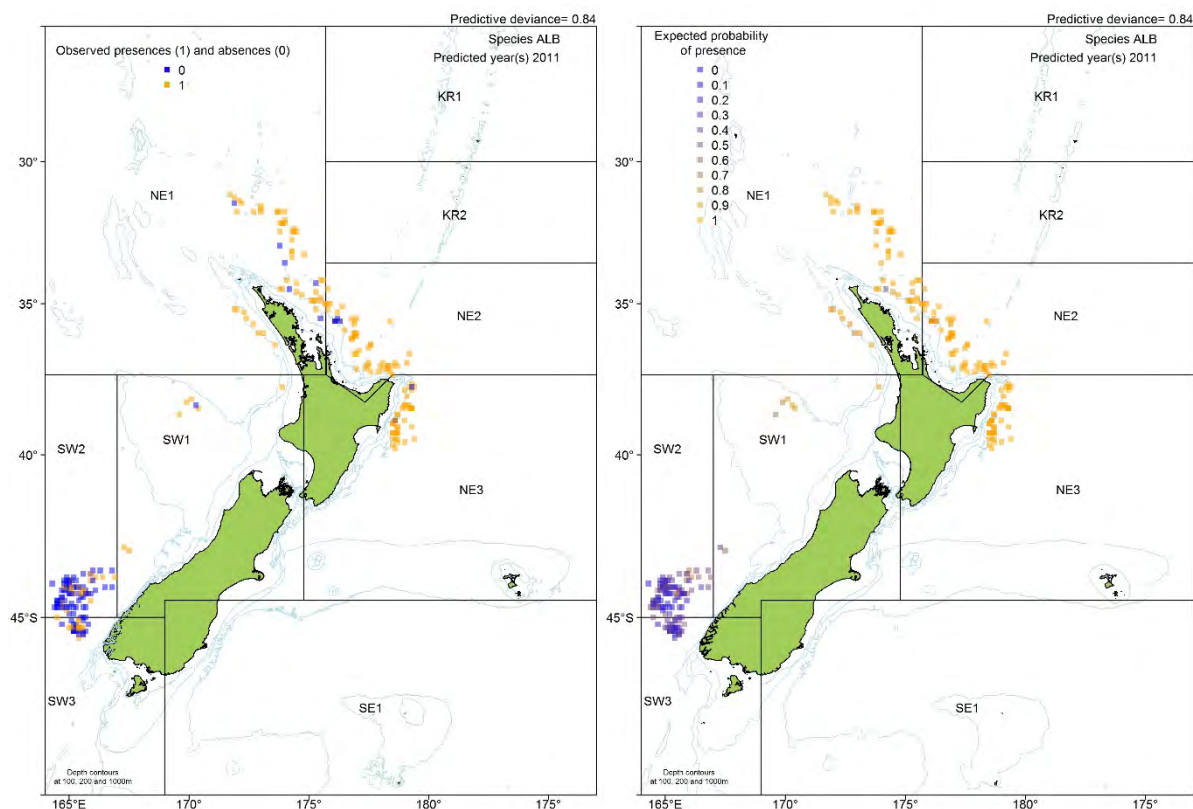 Predictive deviance= 0.84
Observed presences (1) and absences (0)
0
1
Species ALB
Predicted year(s) 2011
KR1
30°
NE1
KR2
35°
NE2
SW2
SW1
40°
NE3
45°S
SW3
SE1
Depth contours
at 100, 200 and 1000m
165°E
170°
175°
180°
175°
Predictive deviance= 0.84
Expected probability
of presence
0
0.1
0.2
0.3
0.4
0.5
0.6
0.7
0.8
0.9
1
Species ALB
Predicted year(s) 2011
KR1
30°
NE1
KR2
35°
NE2
SW2
SW1
40°
NE3
45°S
SW3
SE1
Depth contours
at 100, 200 and 1000m
165°E
170°
175°
180°
175°